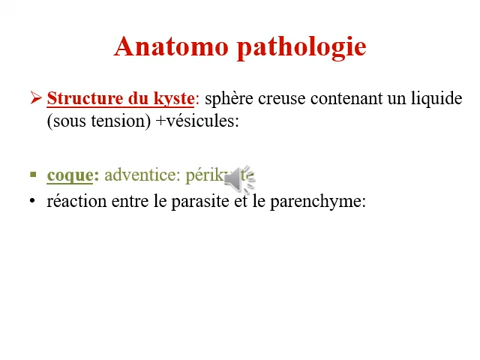 Anatomo pathologie
➢ Structure du kyste: sphère creuse contenant un liquide
(sous tension) +vésicules:
▪ coque: adventice:
• réaction entre le parasite et le parenchyme: